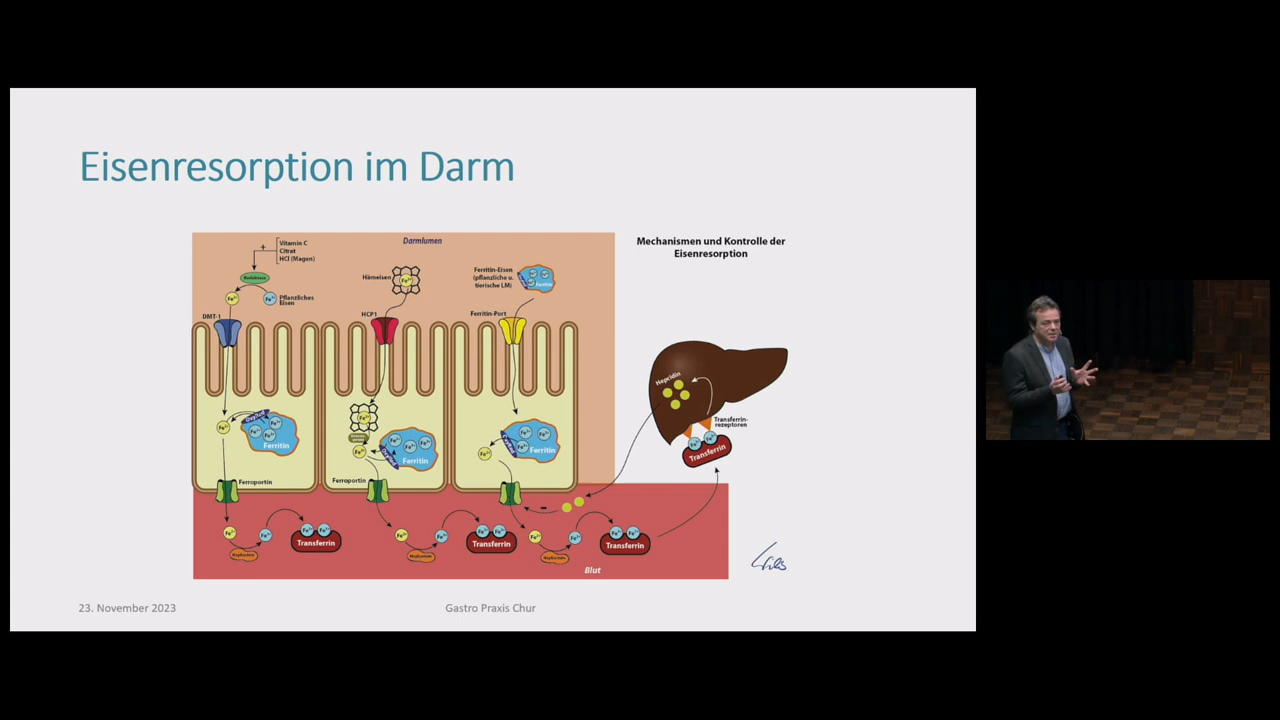 Eisenresorption im Darm
Mechanismen und Kontrolle der
Eisenresorption
Darmlumen
+
Vitamin C
Citrat
HCl (Magen)
Reduktase
Pflanzliches
Eisen
Hämeisen
Ferritin-Eisen
(pflanzliche u.
tierische LM)
Ferritin
DMT-1
HCP1
Ferritin-Port
Hepcidin
Transferrin-
rezeptoren
Transferrin
Ferritin
Ferritin
Ferritin
Ferroportin
Ferroportin
Transferrin
Transferrin
Transferrin
Blut
23. November 2023
Gastro Praxis Chur